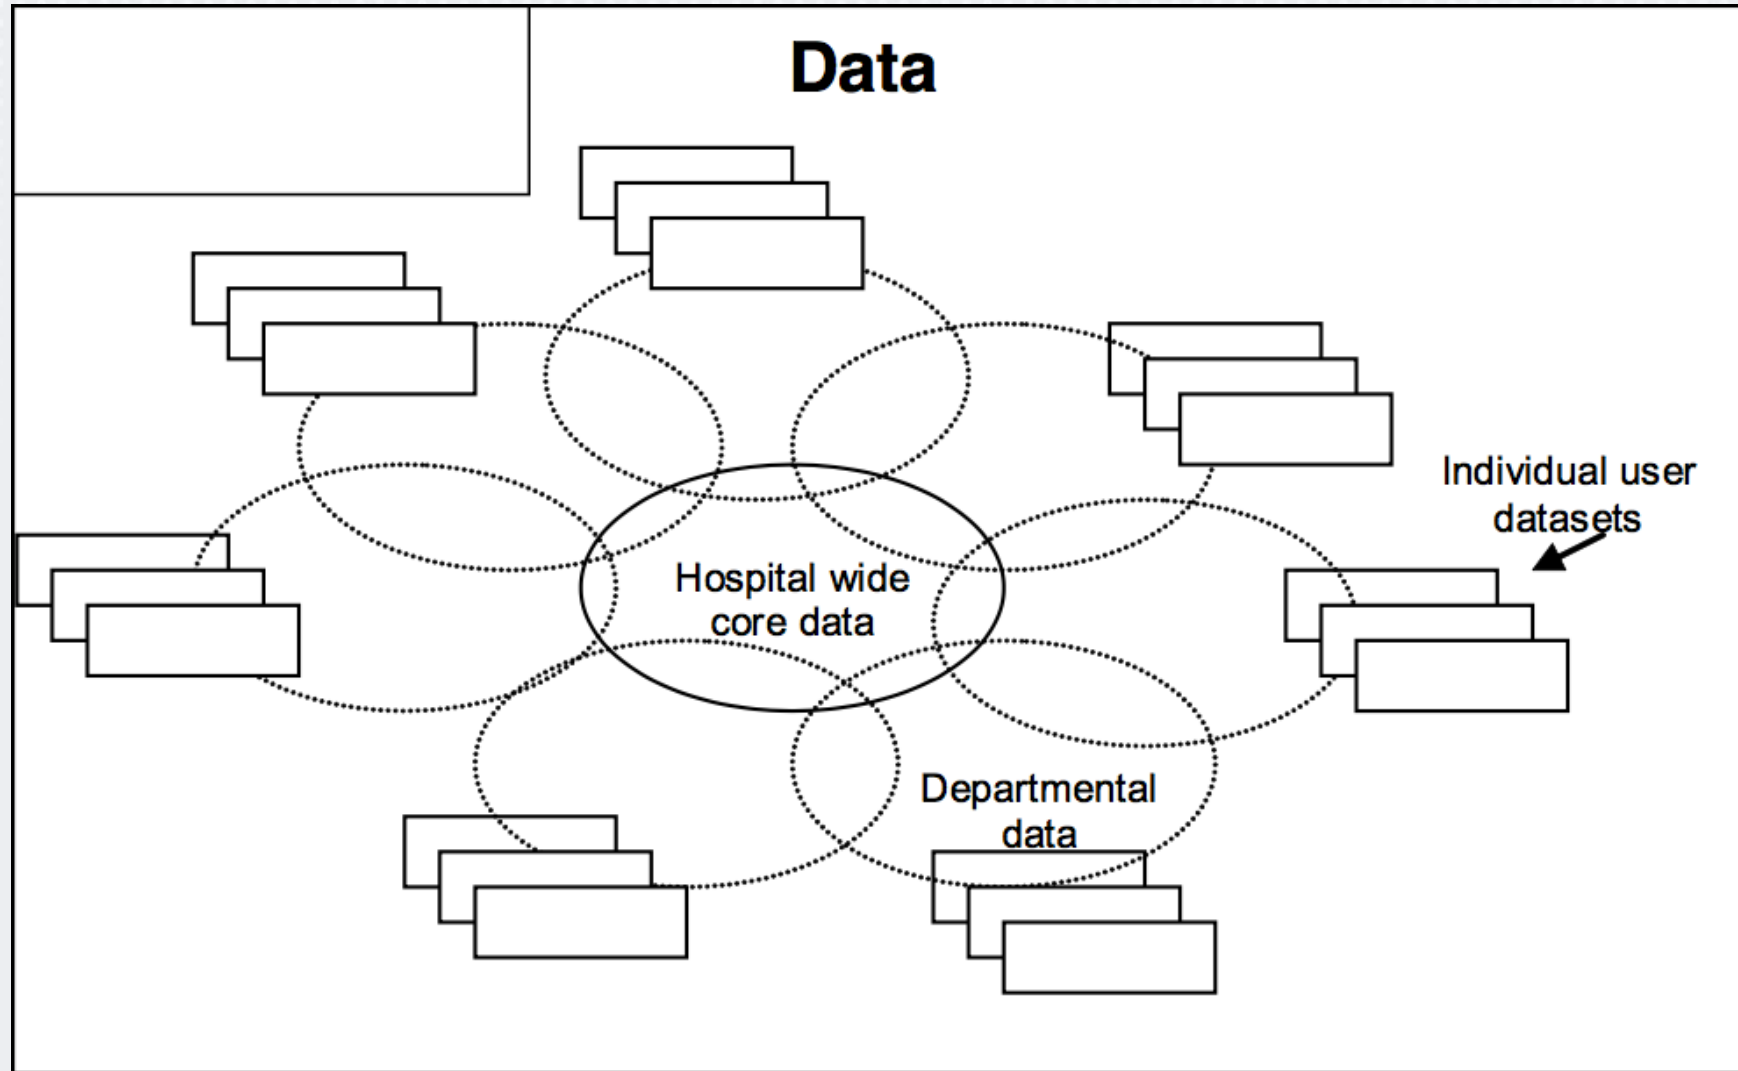 Data
Individual user
datasets
Hospital wide
core data
Departmental
data